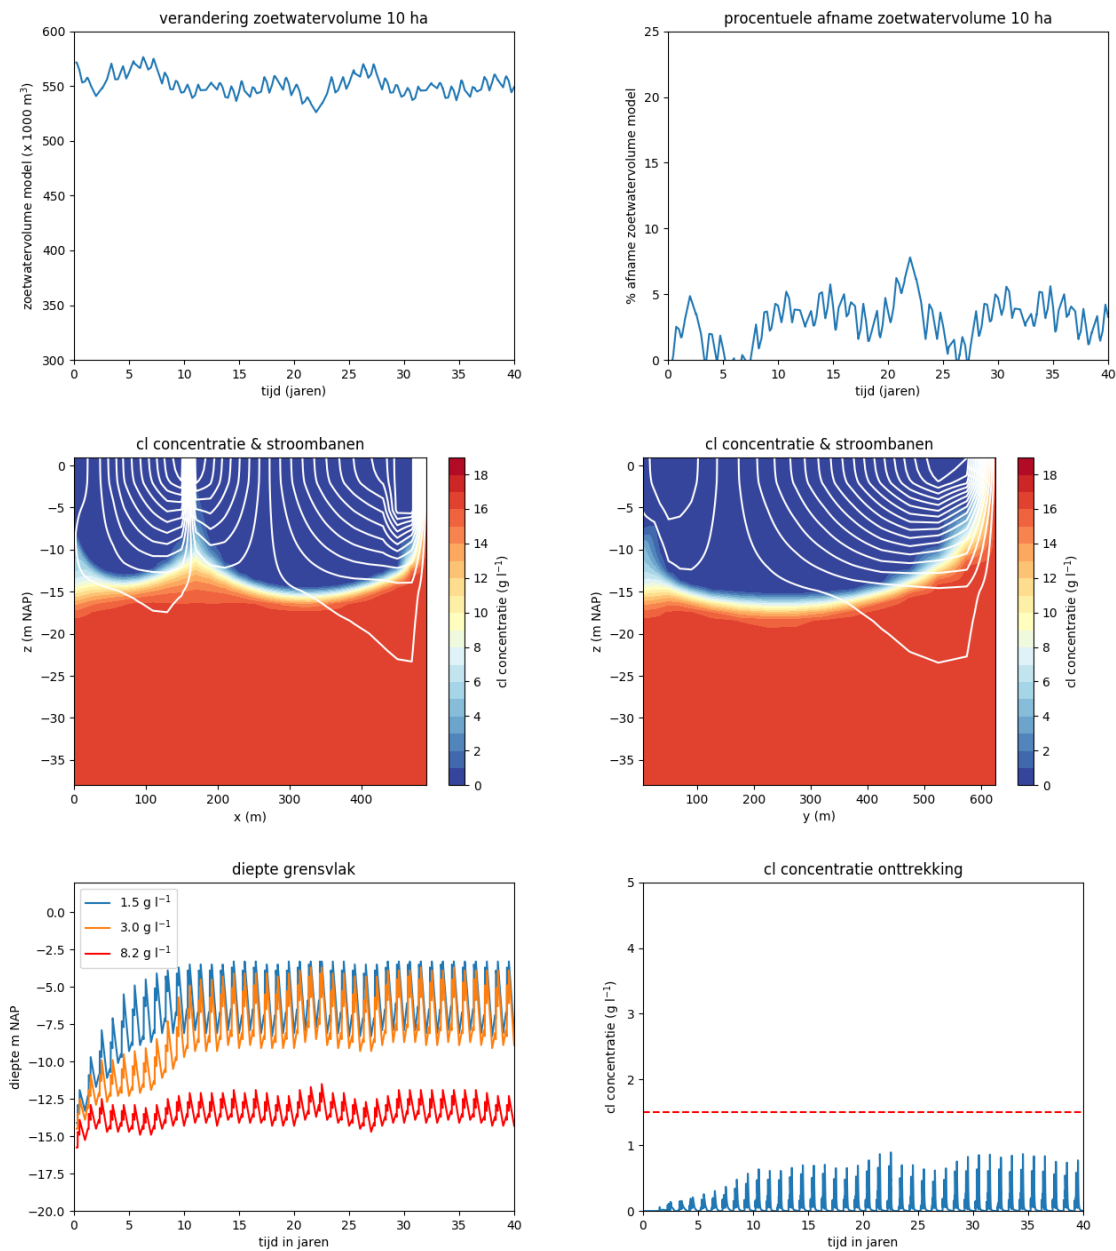 verandering zoetwatervolume 10 ha
zoetwatervolume model (x 1000 m³)
600
550
500
450
400
350
300
0 5 10 15 20 25 30 35 40
tijd (jaren)
procentuele afname zoetwatervolume 10 ha
% afname zoetwatervolume model
25
20
15
10
5
0
0 5 10 15 20 25 30 35 40
tijd (jaren)
cl concentratie & stroombanen
z (m NAP)
0
−5
−10
−15
−20
−25
−30
−35
0 100 200 300 400
x (m)
18
16
14
12
10
8
6
4
2
0
cl concentratie (g l⁻¹)
cl concentratie & stroombanen
z (m NAP)
0
−5
−10
−15
−20
−25
−30
−35
100 200 300 400 500 600
y (m)
18
16
14
12
10
8
6
4
2
0
cl concentratie (g l⁻¹)
diepte grensvlak
diepte m NAP
0.0
−2.5
−5.0
−7.5
−10.0
−12.5
−15.0
−17.5
−20.0
1.5 g l⁻¹
3.0 g l⁻¹
8.2 g l⁻¹
0 5 10 15 20 25 30 35 40
tijd in jaren
cl concentratie onttrekking
cl concentratie (g l⁻¹)
5
4
3
2
1
0
0 5 10 15 20 25 30 35 40
tijd in jaren